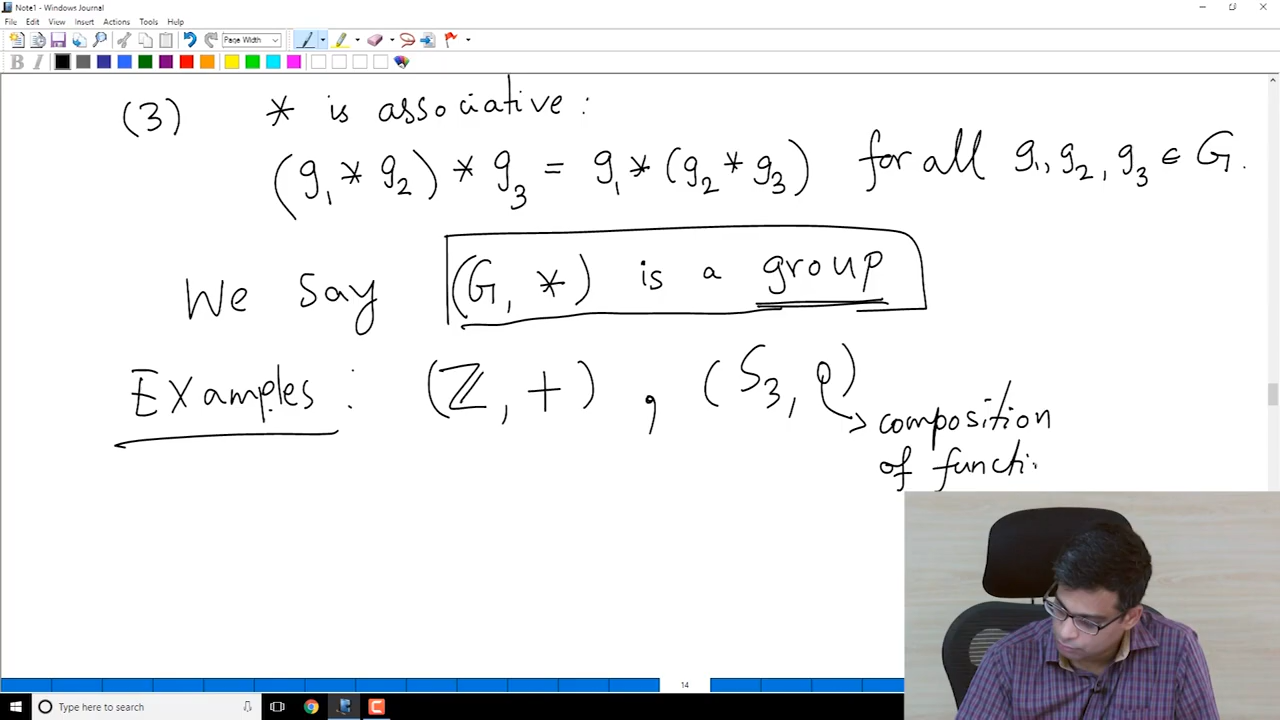 Note1 - Windows Journal
File Edit View Insert Actions Tools Help
Page Width
B I
(3) * is associative :
(g₁ * g₂) * g₃ = g₁ * (g₂ * g₃) for all g₁, g₂, g₃ ∈ G.
We say (G, *) is a group
Examples : (ℤ, +) , (S₃, o)
composition
of functi
14
Type here to search